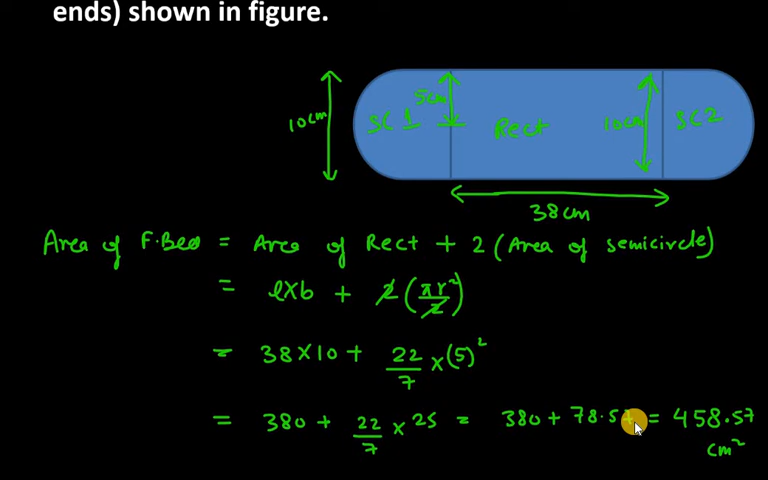 ends) shown in figure.
10cm
5cm
SC1
Rect
10cm
SC2
38cm
Area of F.Bed = Area of Rect + 2 (Area of semicircle)
= l×b + 2 (πr²/2)
= 38×10 + 22/7 ×(5)²
= 380 + 22/7 × 25 = 380 + 78.57 = 458.57
cm²